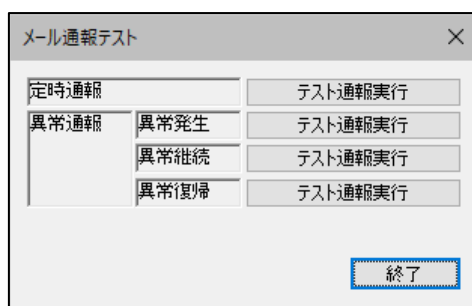 メール通報テスト
定時通報 テスト通報実行
異常通報 異常発生 テスト通報実行
異常継続 テスト通報実行
異常復帰 テスト通報実行
終了